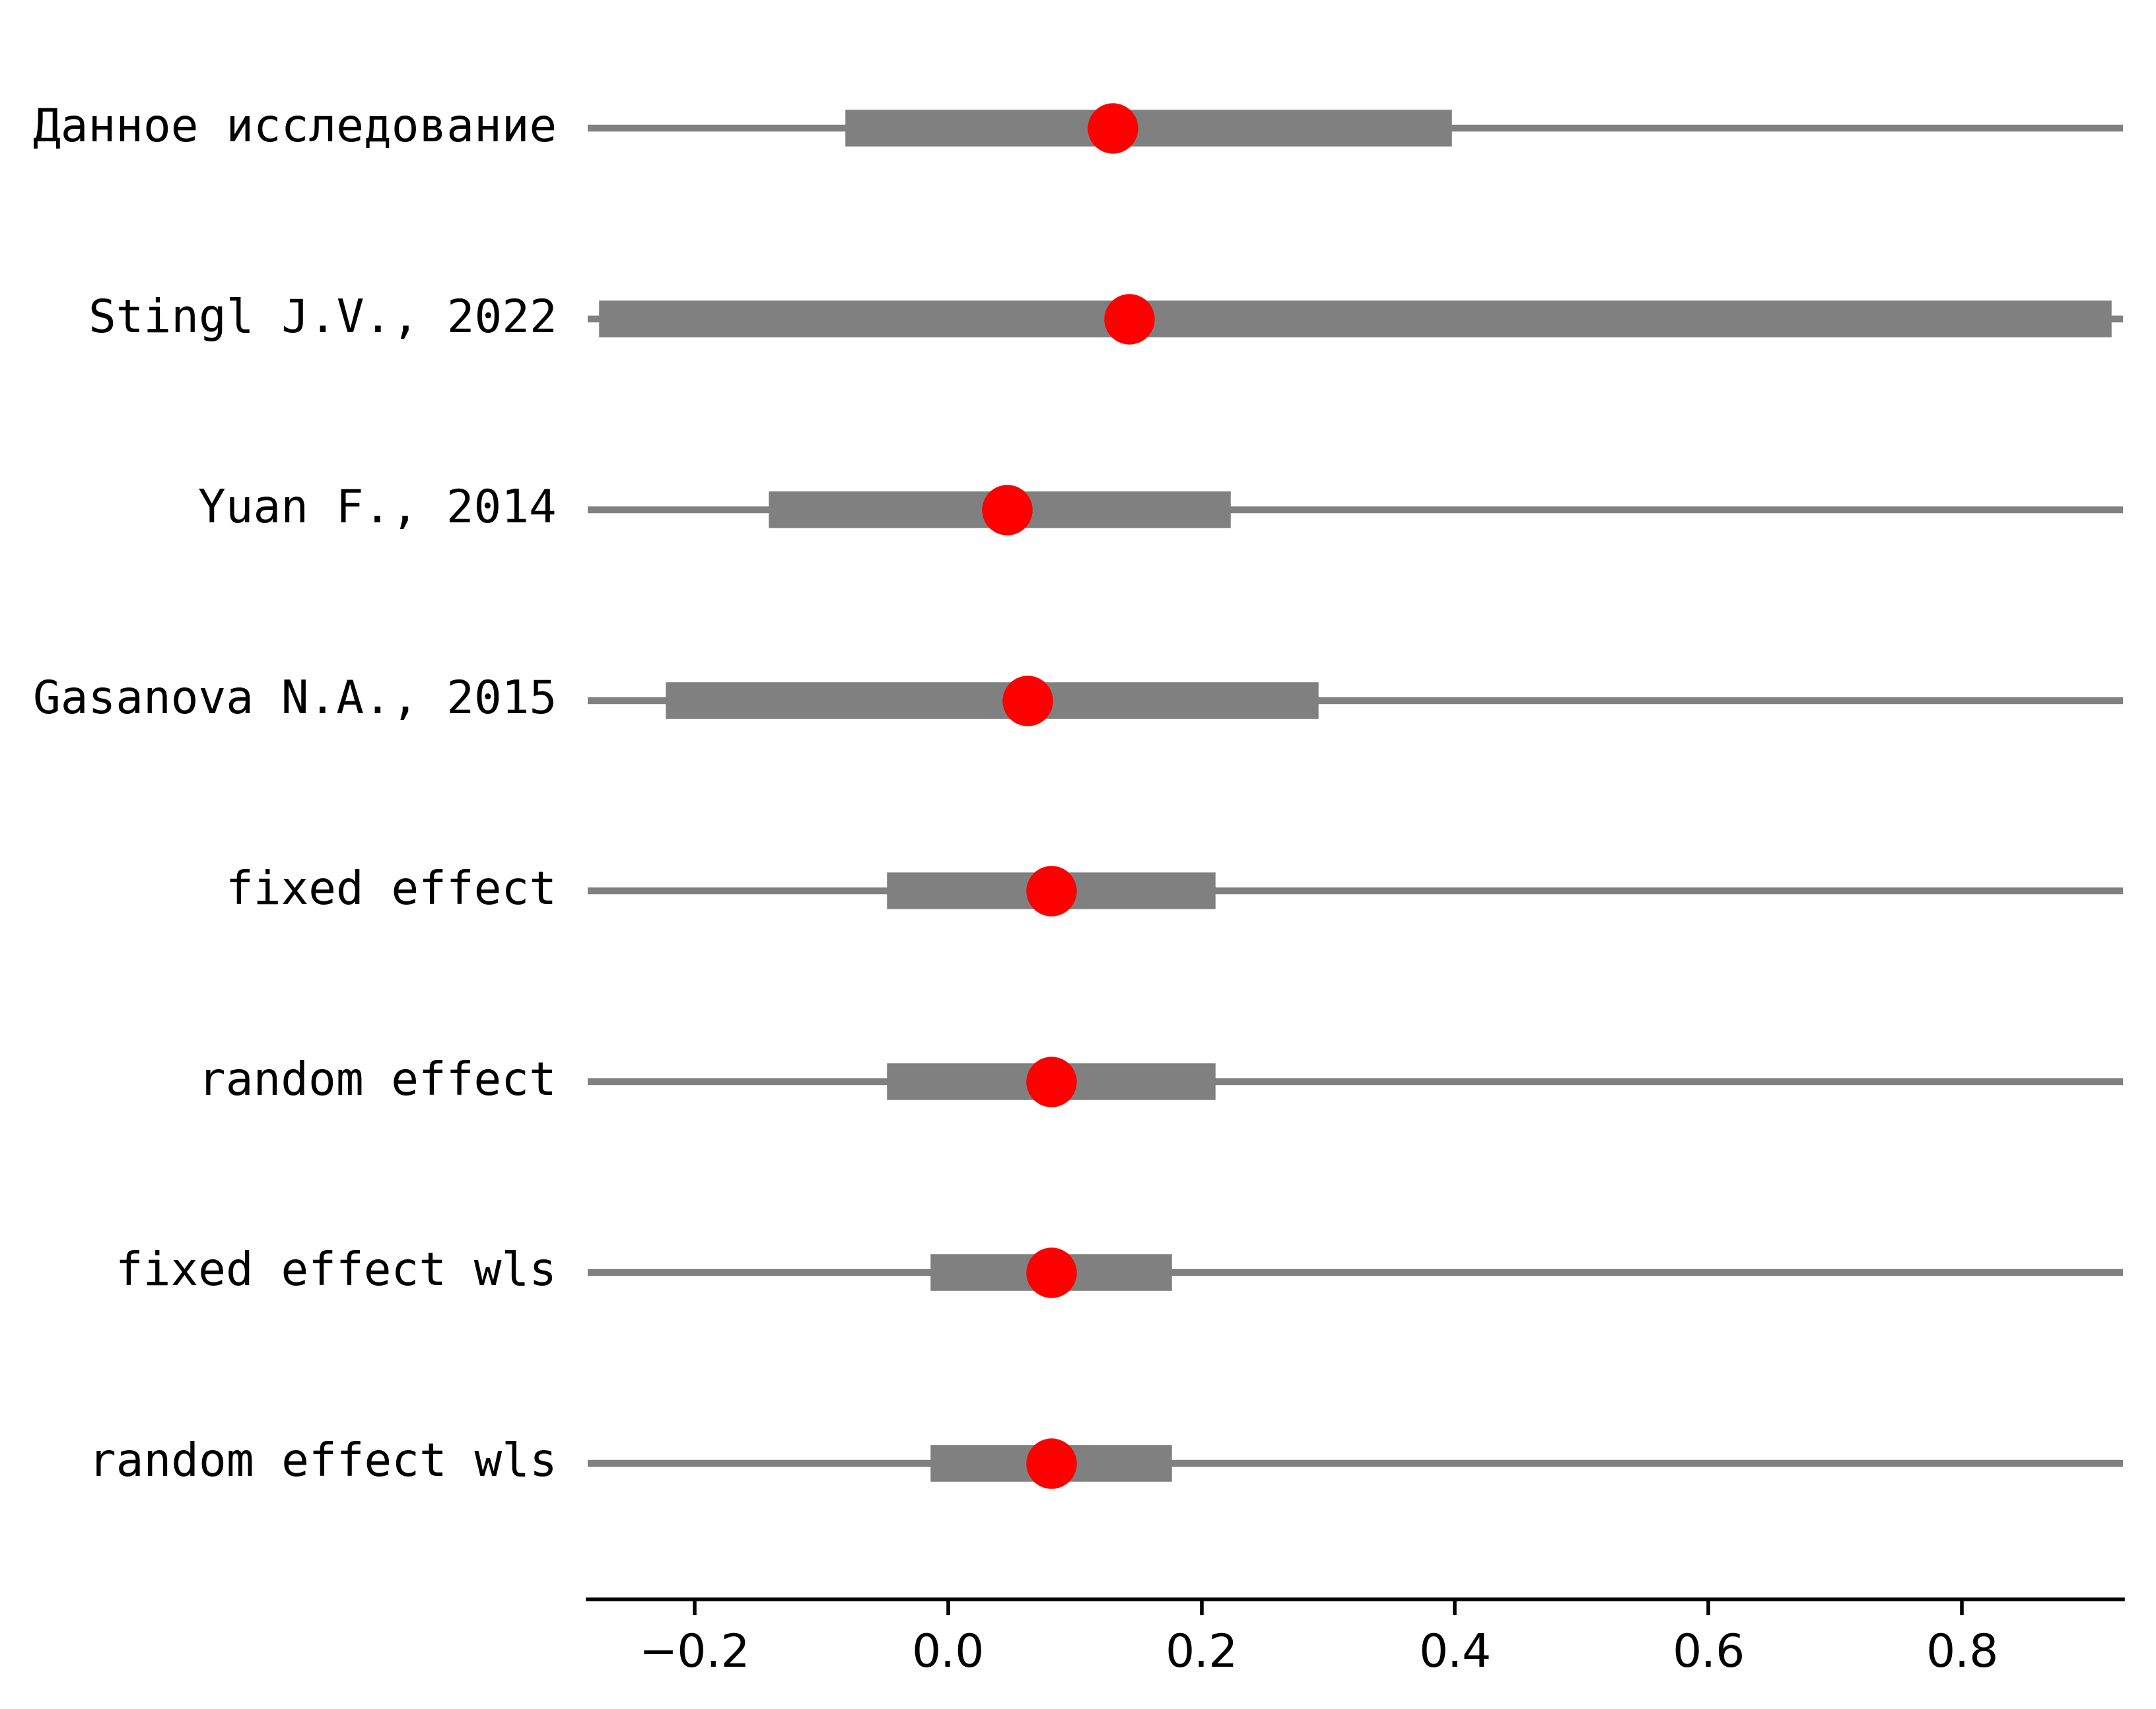 Данное исследование
Stingl J.V., 2022
Yuan F., 2014
Gasanova N.A., 2015
fixed effect
random effect
fixed effect wls
random effect wls
−0.2 0.0 0.2 0.4 0.6 0.8